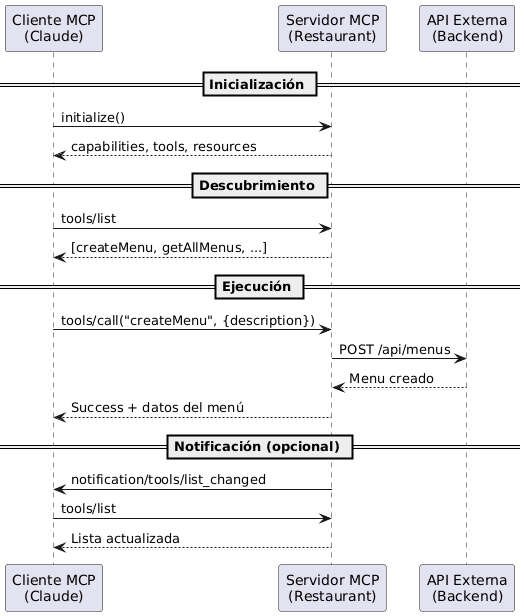 Cliente MCP
(Claude)
Servidor MCP
(Restaurant)
API Externa
(Backend)
Inicialización
initialize()
capabilities, tools, resources
Descubrimiento
tools/list
[createMenu, getAllMenus, ...]
Ejecución
tools/call("createMenu", {description})
POST /api/menus
Menu creado
Success + datos del menú
Notificación (opcional)
notification/tools/list_changed
tools/list
Lista actualizada
Cliente MCP
(Claude)
Servidor MCP
(Restaurant)
API Externa
(Backend)